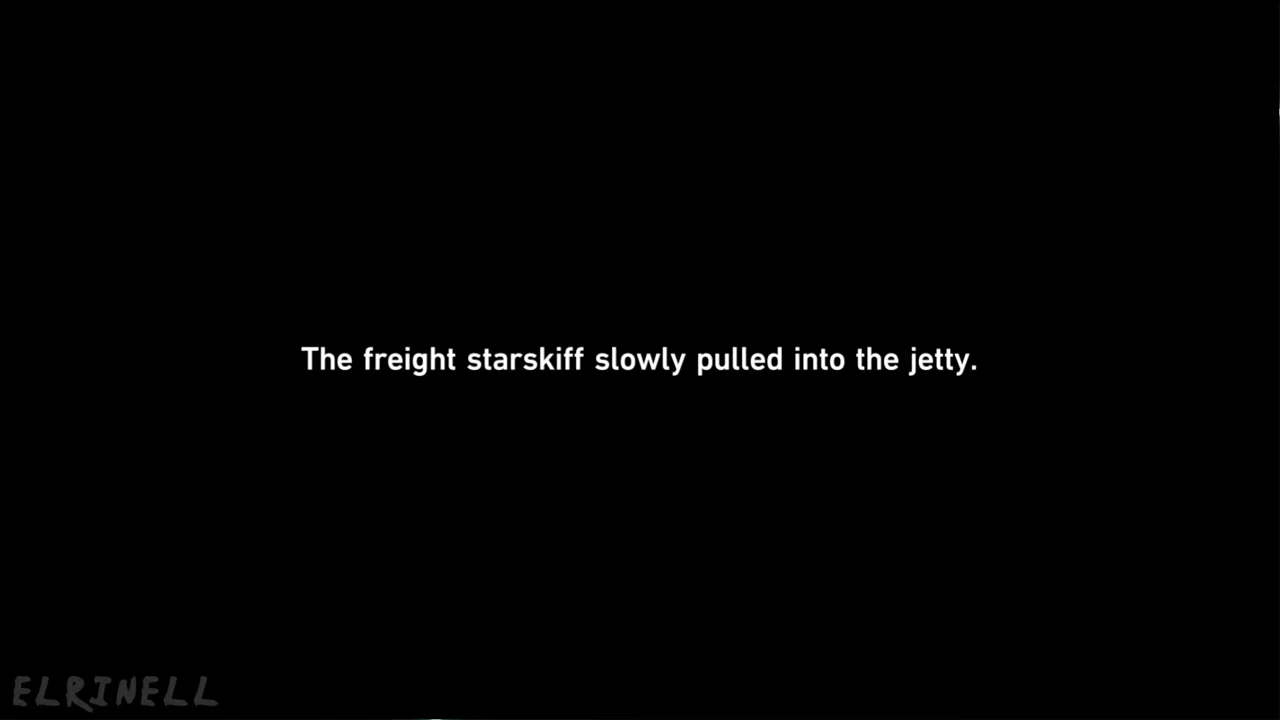 The freight starskiff slowly pulled into the jetty.
ELRINELL